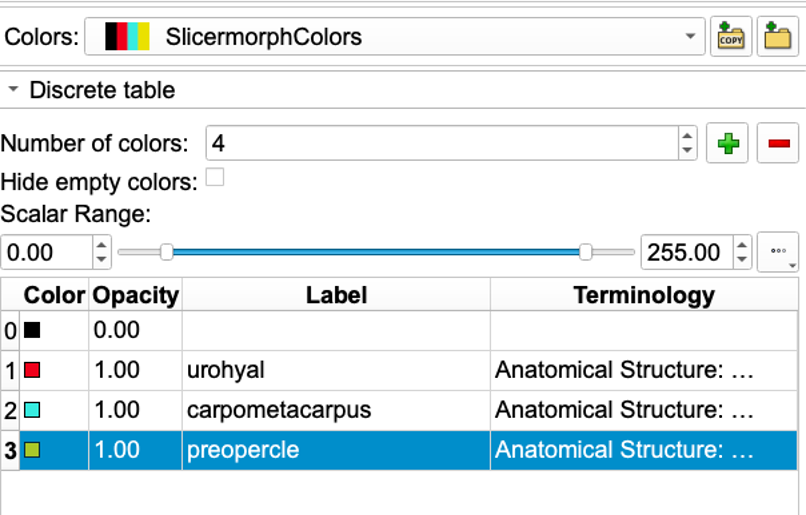 Colors: SlicermorphColors
COPY
Discrete table
Number of colors: 4
Hide empty colors:
Scalar Range:
0.00 255.00
Color Opacity Label Terminology
0 0.00
1 1.00 urohyal Anatomical Structure: …
2 1.00 carpometacarpus Anatomical Structure: …
3 1.00 preopercle Anatomical Structure: …